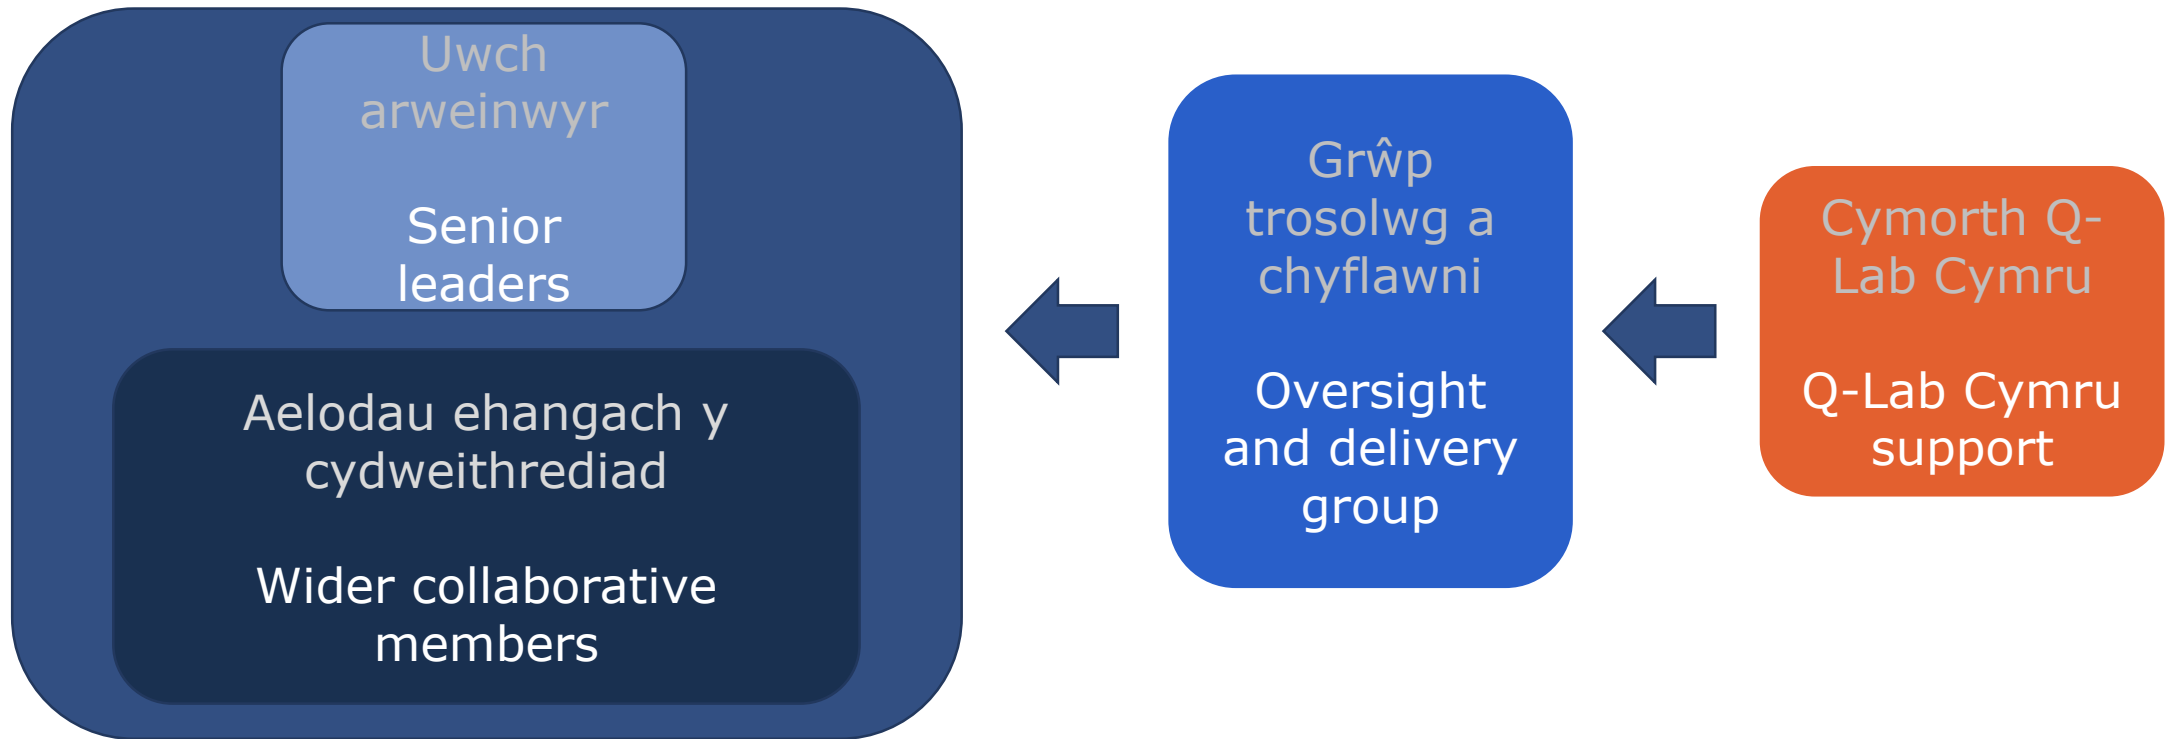 Uwch
arweinwyr
Senior
leaders
Aelodau ehangach y
cydweithrediad
Wider collaborative
members
Grŵp
trosolwg a
chyflawni
Oversight
and delivery
group
Cymorth Q-
Lab Cymru
Q-Lab Cymru
support